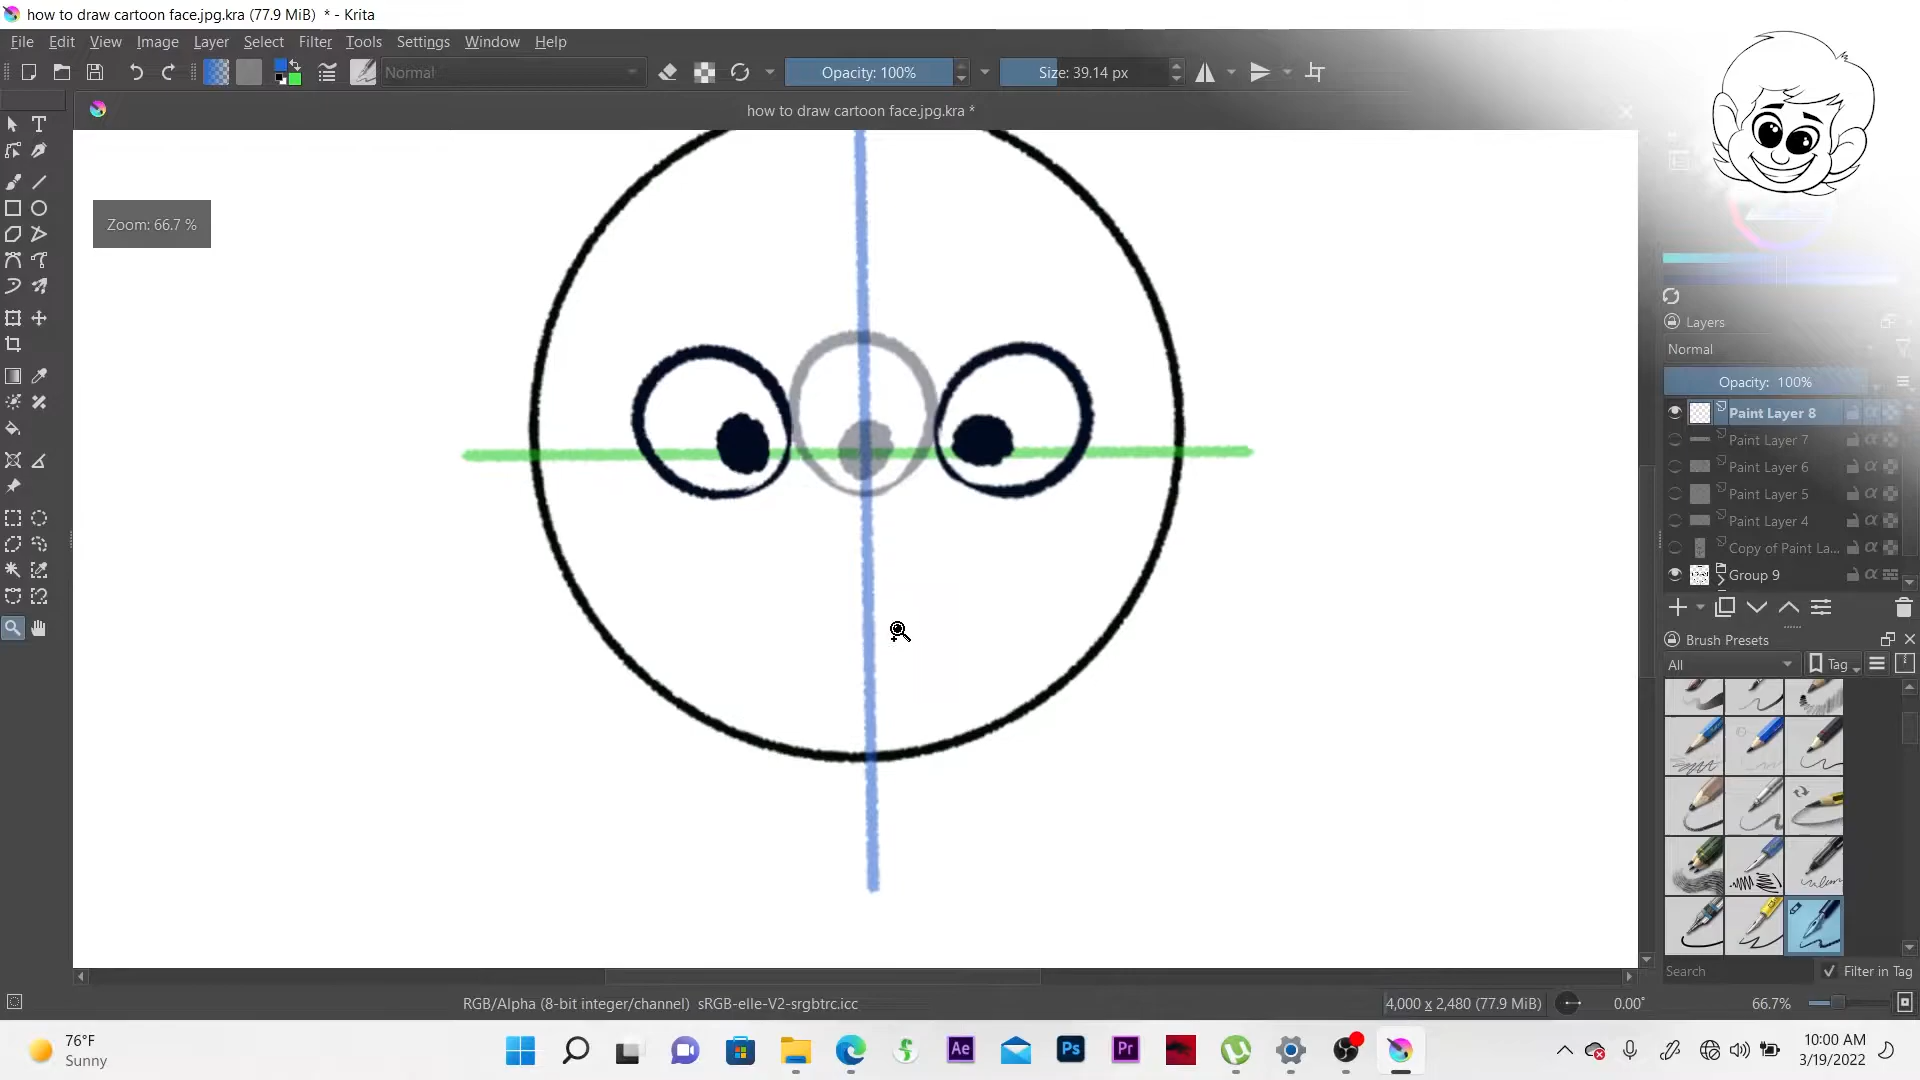 how to draw cartoon face.jpg.kra (77.9 MiB) * - Krita
File Edit View Image Layer Select Filter Tools Settings Window Help
Normal
Opacity: 100%
Size: 39.14 px
how to draw cartoon face.jpg.kra *
Zoom: 66.7 %
Layers
Normal
Opacity: 100%
Paint Layer 8
Paint Layer 7
Paint Layer 6
Paint Layer 5
Paint Layer 4
Copy of Paint La...
Group 9
Brush Presets
All
Tag
Search
Filter in Tag
RGB/Alpha (8-bit integer/channel) sRGB-elle-V2-srgbtrc.icc
4,000 x 2,480 (77.9 MiB)
0.00°
66.7%
76°F
Sunny
Ae
Ps
Pr
10:00 AM
3/19/2022